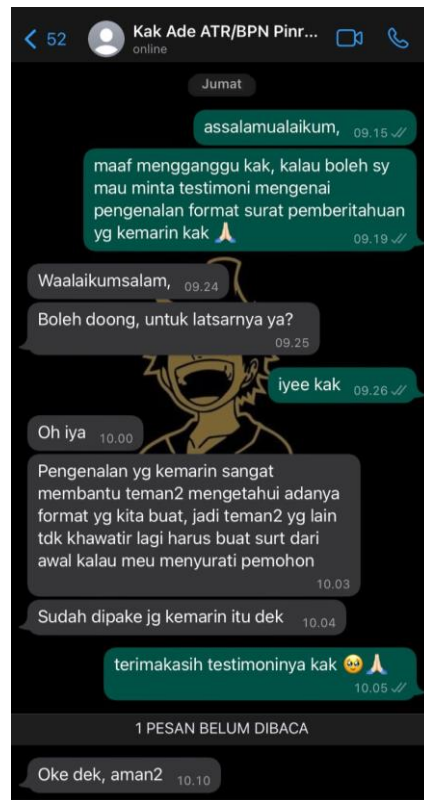 52
Kak Ade ATR/BPN Pinr...
online
Jumat
assalamualaikum, 09.15
maaf mengganggu kak, kalau boleh sy
mau minta testimoni mengenai
pengenalan format surat pemberitahuan
yg kemarin kak 🙏🏻
09.19
Waalaikumsalam, 09.24
Boleh doong, untuk latsarnya ya?
09.25
iyee kak 09.26
Oh iya 10.00
Pengenalan yg kemarin sangat
membantu teman2 mengetahui adanya
format yg kita buat, jadi teman2 yg lain
tdk khawatir lagi harus buat surt dari
awal kalau meu menyurati pemohon
10.03
Sudah dipake jg kemarin itu dek 10.04
terimakasih testimoninya kak 🥹🙏🏻
10.05
1 PESAN BELUM DIBACA
Oke dek, aman2 10.10